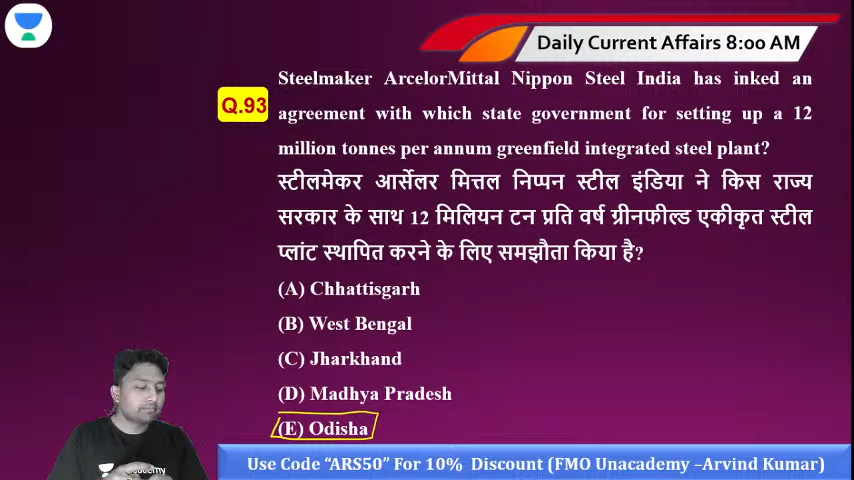 Daily Current Affairs 8:00 AM
Q.93
Steelmaker ArcelorMittal Nippon Steel India has inked an
agreement with which state government for setting up a 12
million tonnes per annum greenfield integrated steel plant?
स्टीलमेकर आर्सेलर मित्तल निप्पन स्टील इंडिया ने किस राज्य
सरकार के साथ 12 मिलियन टन प्रति वर्ष ग्रीनफील्ड एकीकृत स्टील
प्लांट स्थापित करने के लिए समझौता किया है?
(A) Chhattisgarh
(B) West Bengal
(C) Jharkhand
(D) Madhya Pradesh
(E) Odisha
Use Code “ARS50” For 10% Discount (FMO Unacademy –Arvind Kumar)